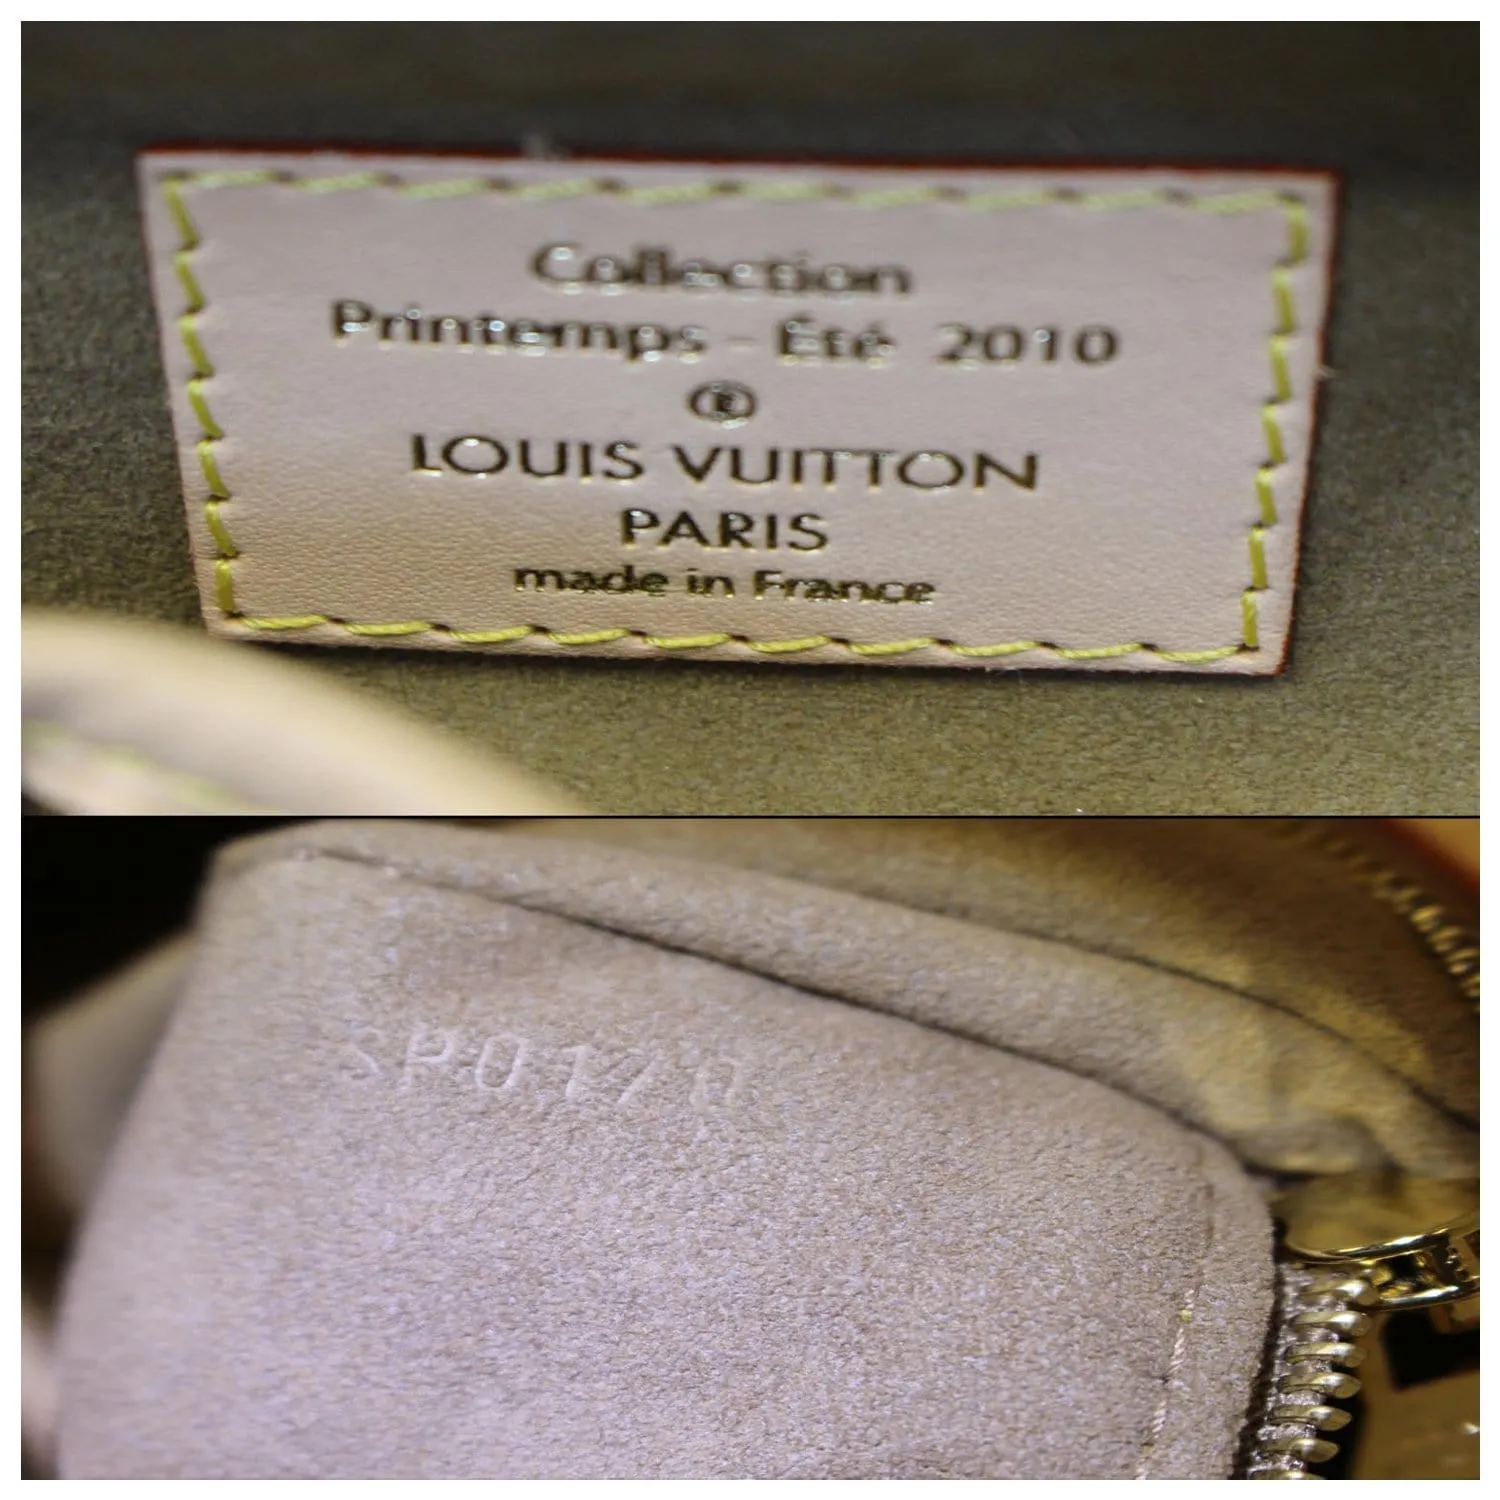 Collection
Printemps - Été 2010
®
LOUIS VUITTON
PARIS
made in France
SP0170